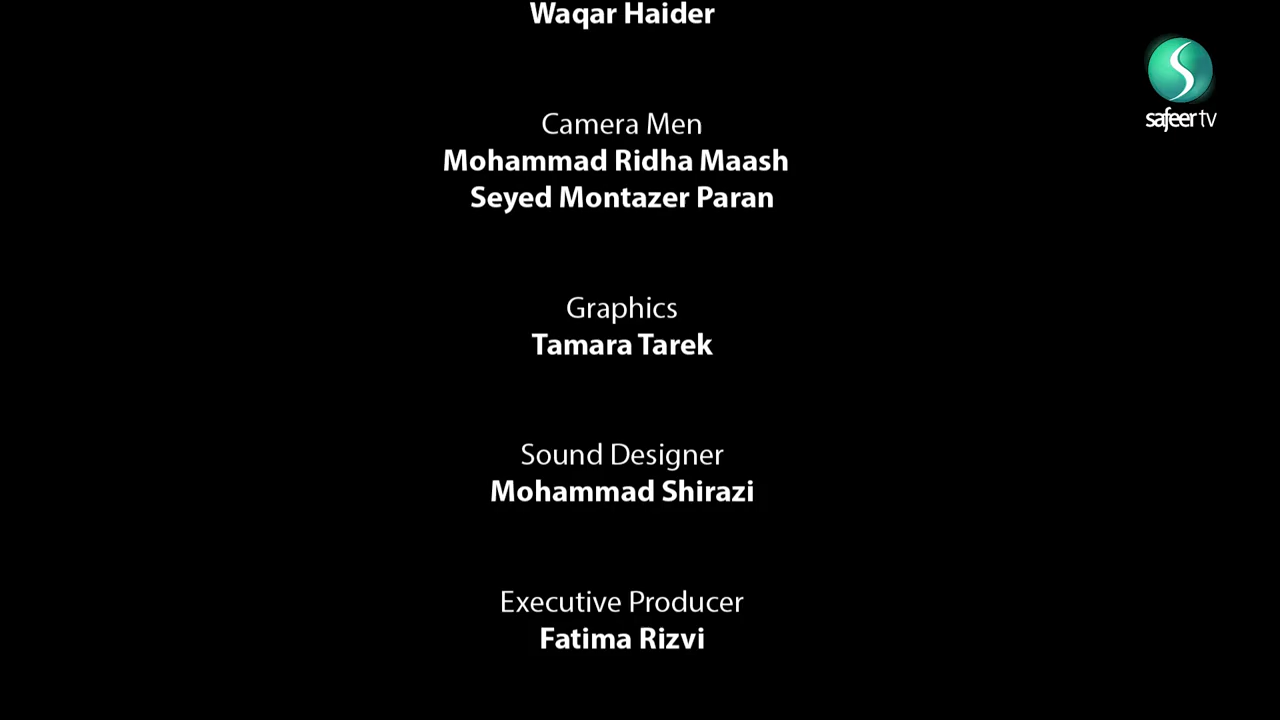 Waqar Haider
safeer tv
Camera Men
Mohammad Ridha Maash
Seyed Montazer Paran
Graphics
Tamara Tarek
Sound Designer
Mohammad Shirazi
Executive Producer
Fatima Rizvi